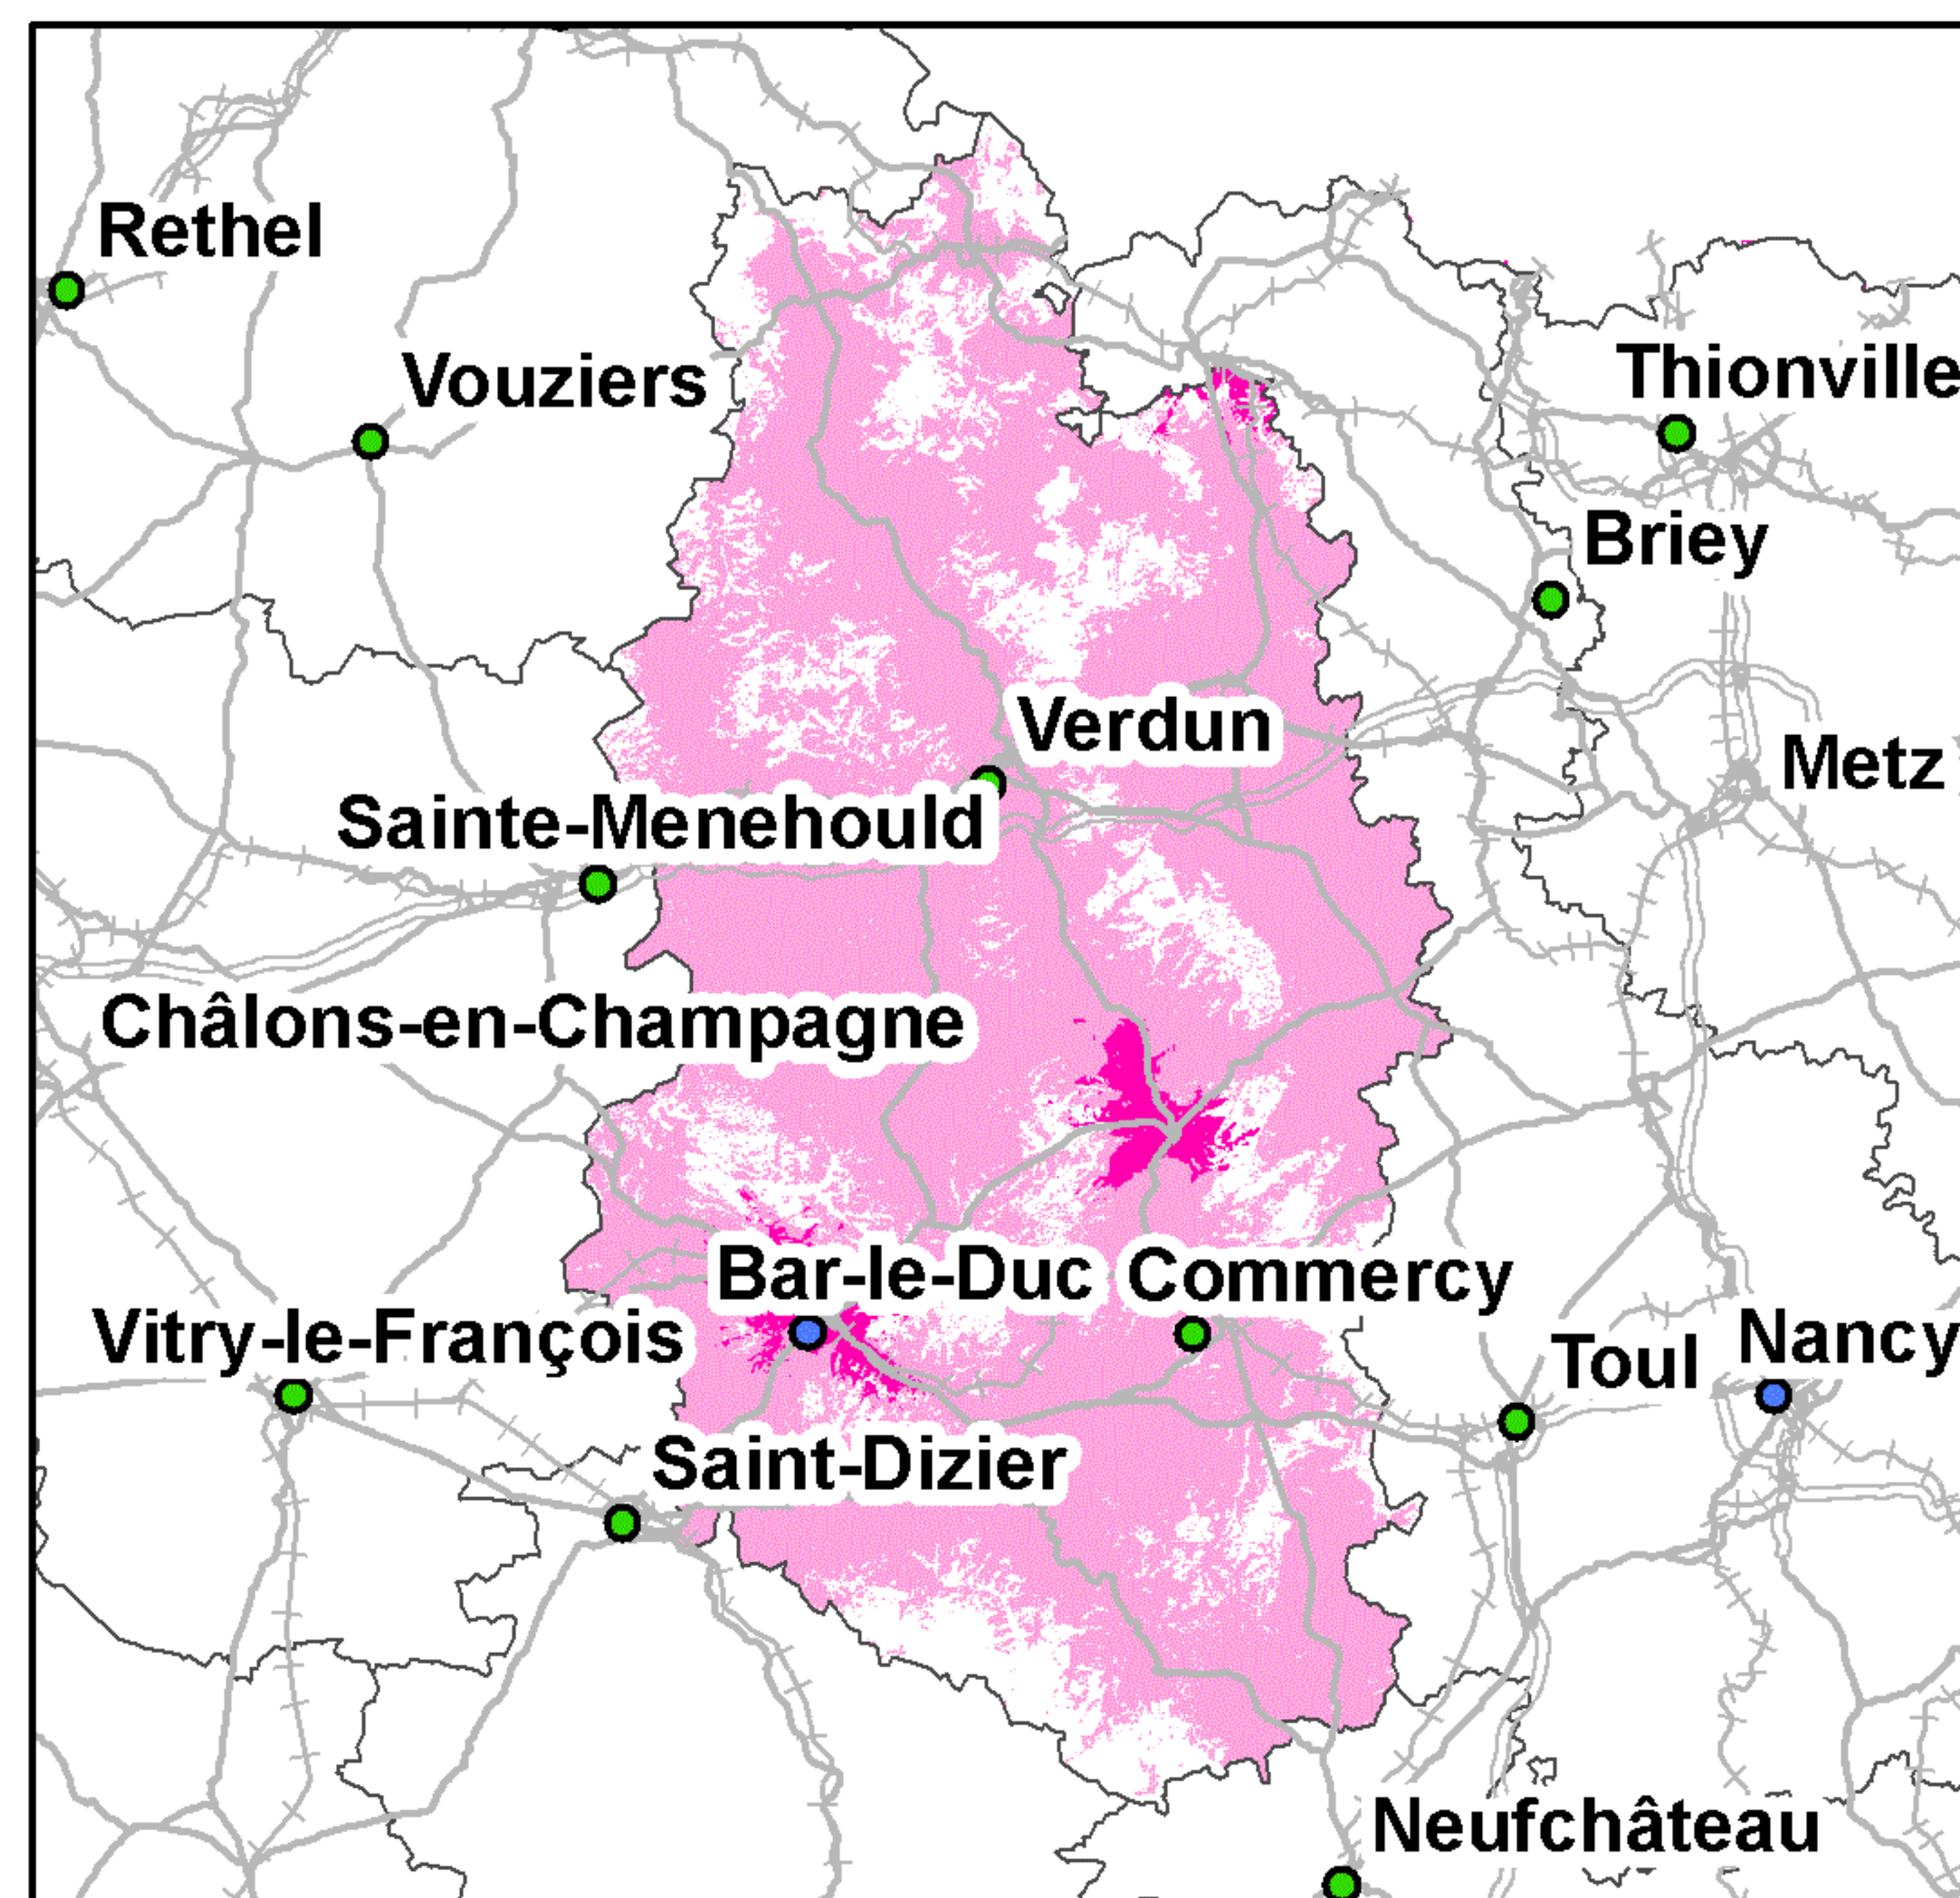 Rethel
Vouziers
Thionville
Briey
Verdun
Metz
Sainte-Menehould
Châlons-en-Champagne
Bar-le-Duc
Commercy
Vitry-le-François
Toul
Nancy
Saint-Dizier
Neufchâteau